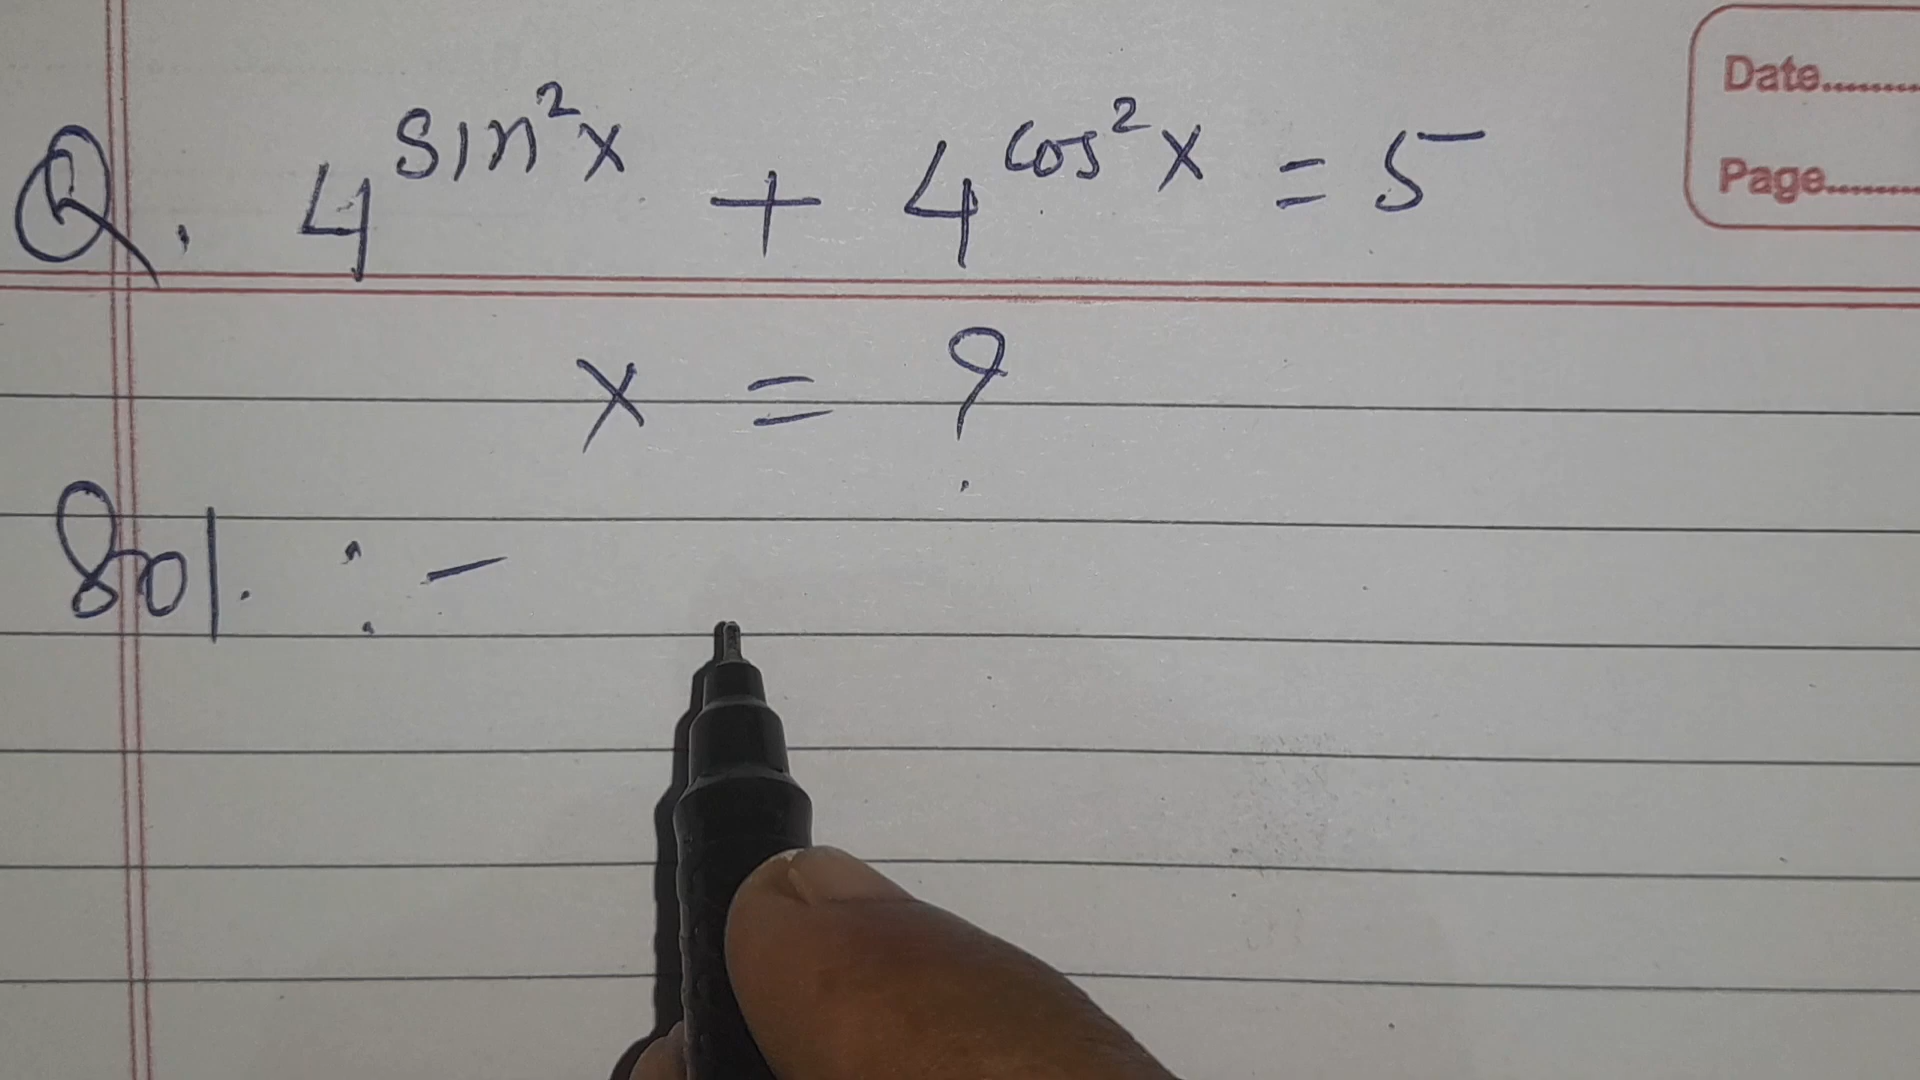 Date.........
Page.........
Q. 4^sin²x + 4^cos²x = 5
x = ?
Sol. :-